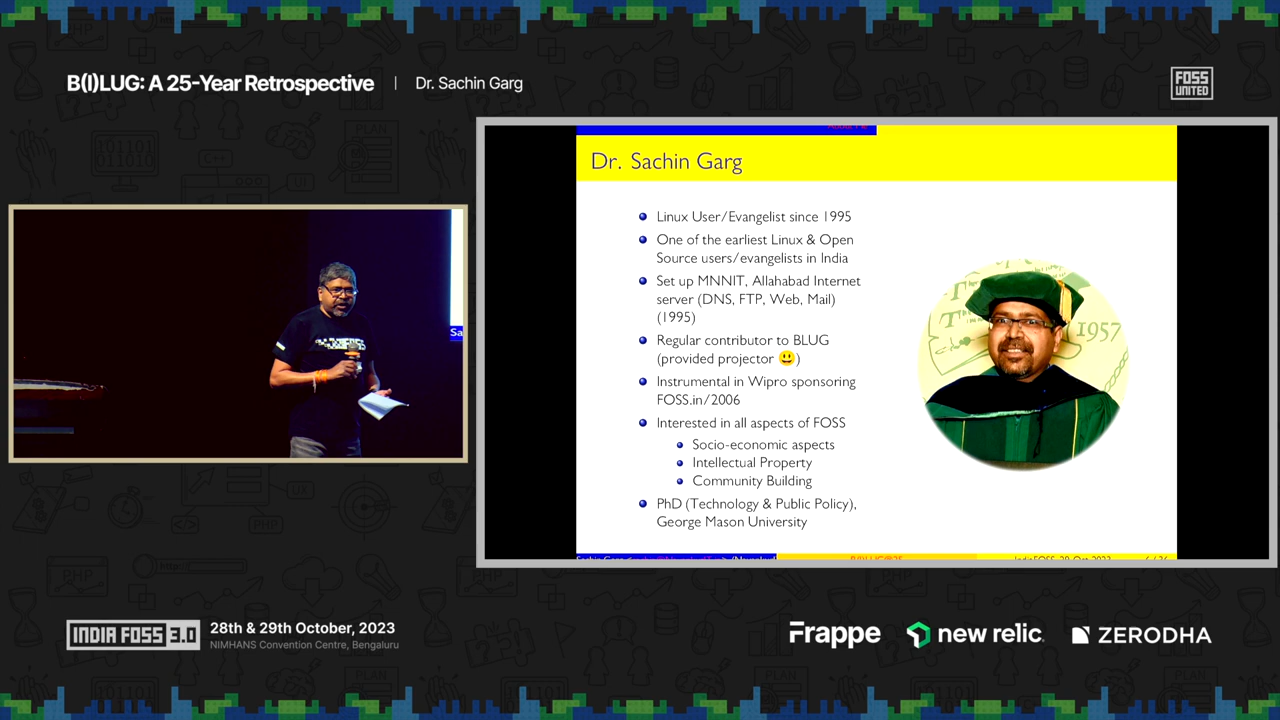 B(I)LUG: A 25-Year Retrospective | Dr. Sachin Garg
FOSS
UNITED
Dr. Sachin Garg
Linux User/Evangelist since 1995
One of the earliest Linux & Open
Source users/evangelists in India
Set up MNNIT, Allahabad Internet
server (DNS, FTP, Web, Mail)
(1995)
Regular contributor to BLUG
(provided projector 😃)
Instrumental in Wipro sponsoring
FOSS.in/2006
Interested in all aspects of FOSS
Socio-economic aspects
Intellectual Property
Community Building
PhD (Technology & Public Policy),
George Mason University
1957
Sa
INDIA FOSS 3.0
28th & 29th October, 2023
NIMHANS Convention Centre, Bengaluru
Frappe
new relic
ZERODHA